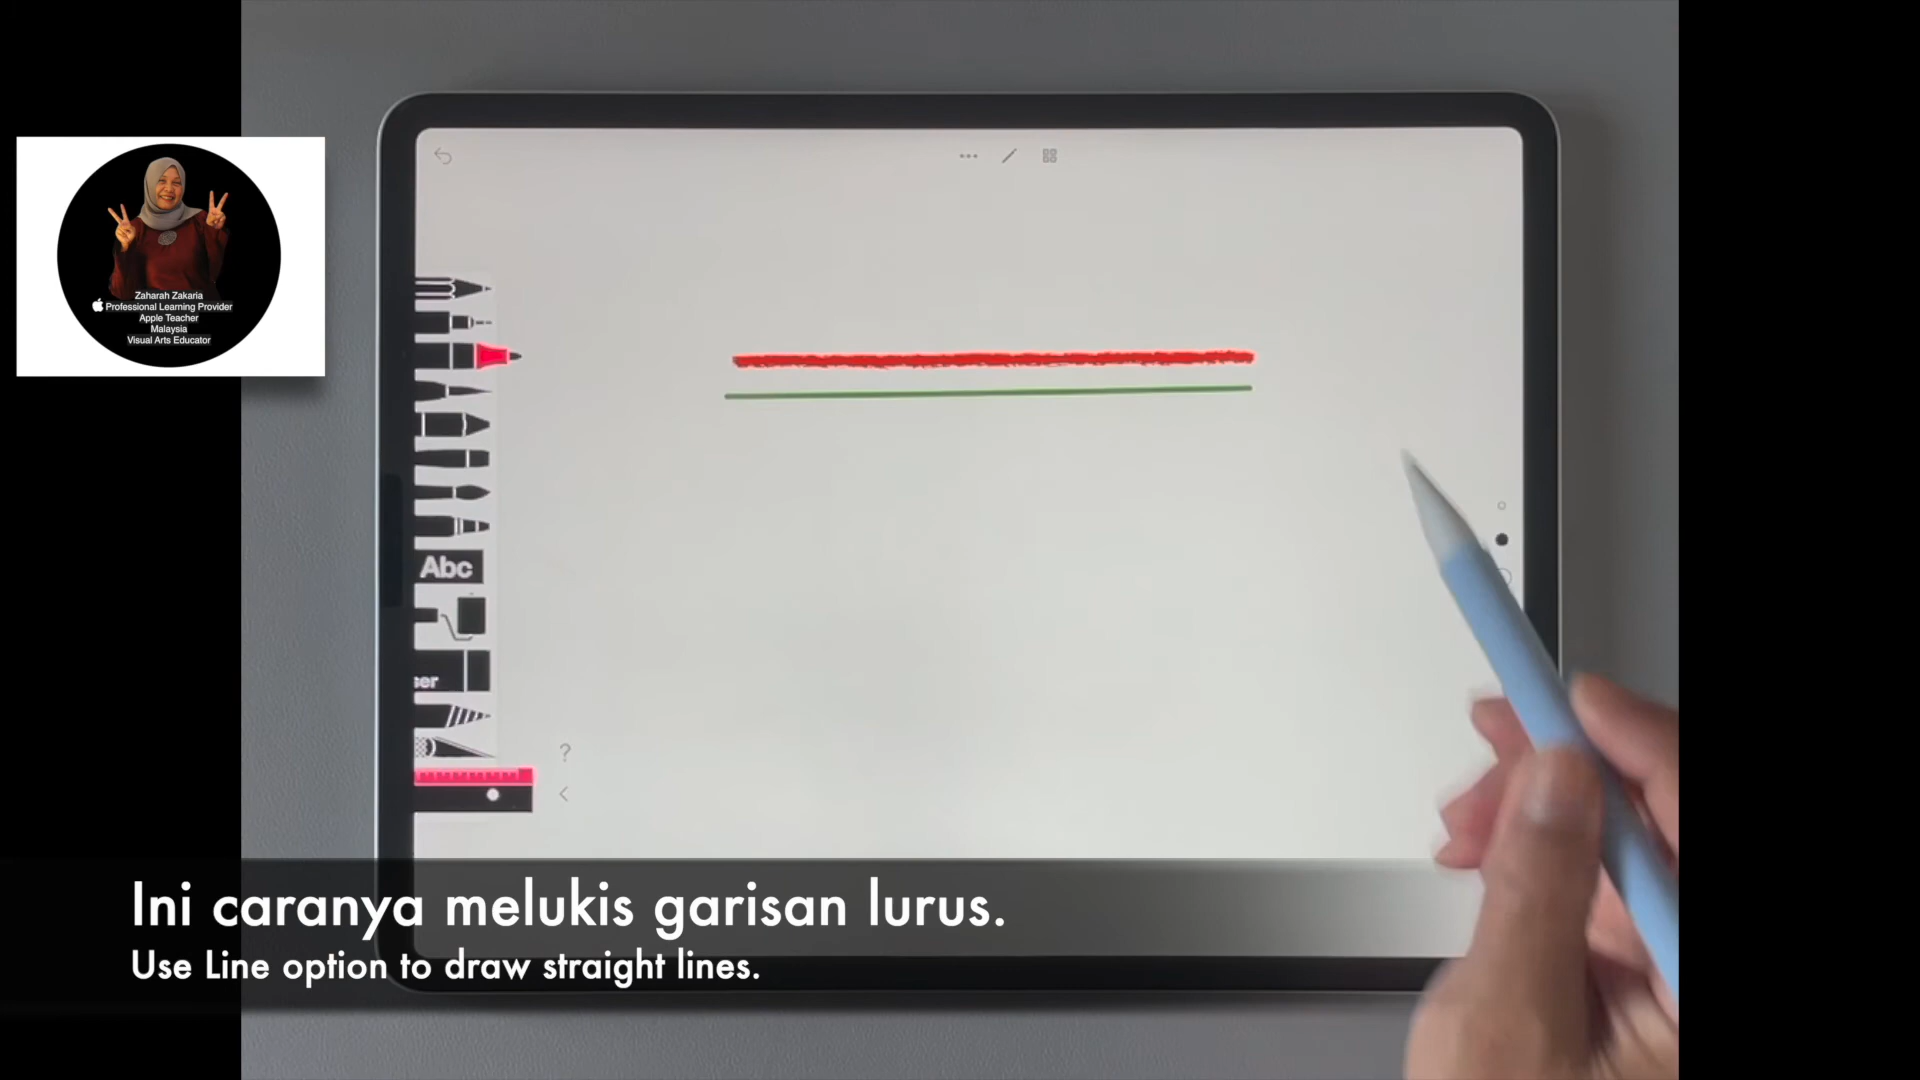 Zaharah Zakaria
Professional Learning Provider
Apple Teacher
Malaysia
Visual Arts Educator
Abc
ser
?
Ini caranya melukis garisan lurus.
Use Line option to draw straight lines.